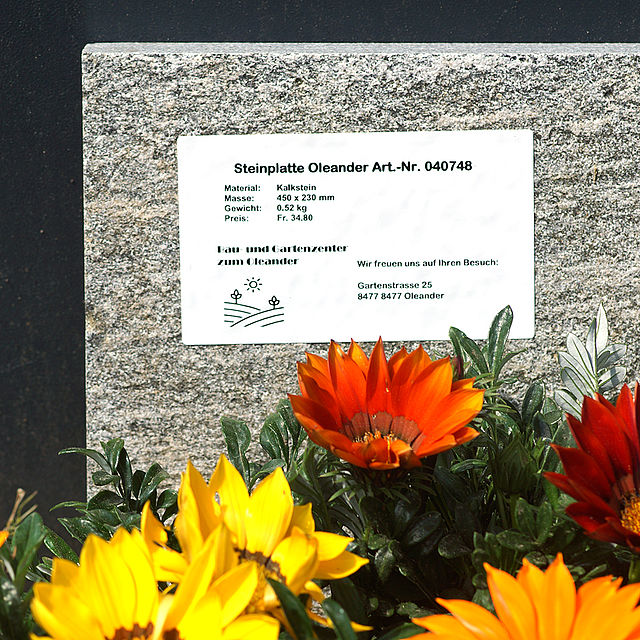 Steinplatte Oleander Art.-Nr. 040748
Material: Kalkstein
Masse: 450 x 230 mm
Gewicht: 0.52 kg
Preis: Fr. 34.80
Bau- und Gartenzenter
zum Oleander
Wir freuen uns auf Ihren Besuch:
Gartenstrasse 25
8477 8477 Oleander